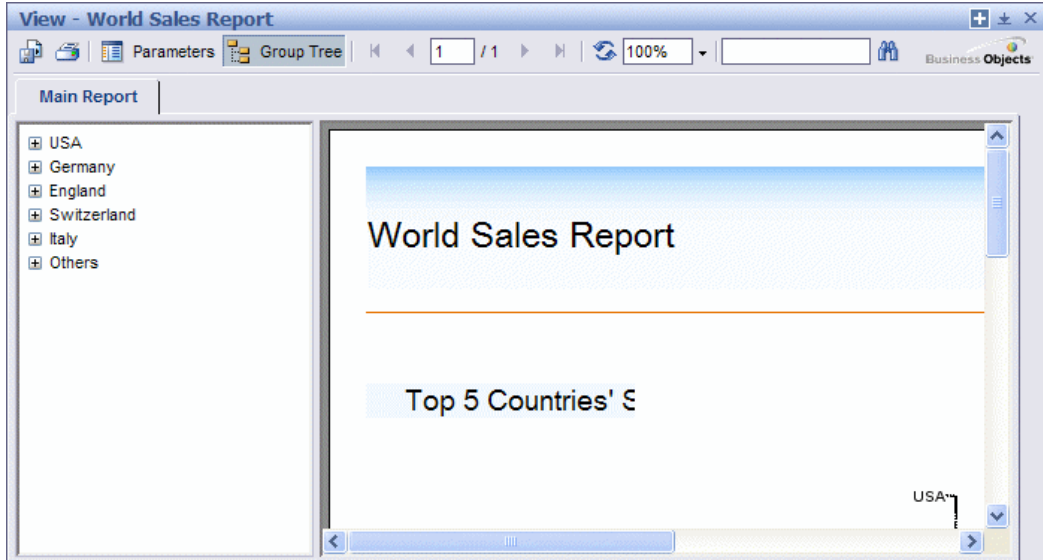 View - World Sales Report
Parameters Group Tree 1 / 1 100% Business Objects
Main Report
USA
Germany
England
Switzerland
Italy
Others
World Sales Report
Top 5 Countries' S
USA